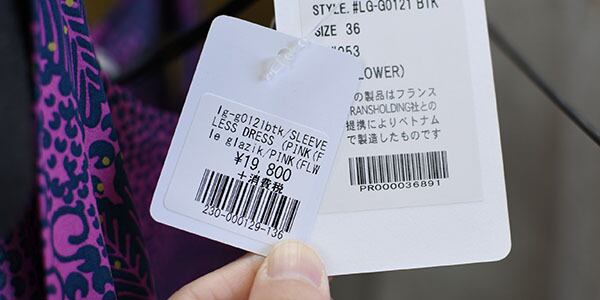 STYLE.#LG-G0121 BTK
SIZE 36
053
LOWER)
の製品はフランス
RANSHOLDING社との
提携によりベトナム
で製造したものです
PR000036891
lg-g0121btk/SLEEVE
LESS DRESS (PINK(F
le glazik/PINK(FLW
¥19,800
+消費税
230-000129-136